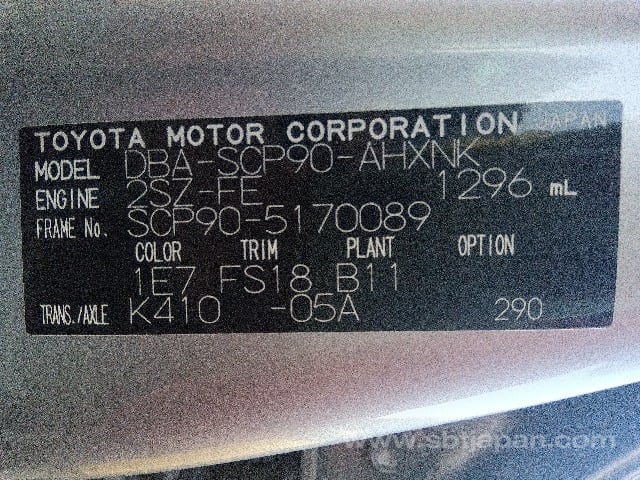 TOYOTA MOTOR CORPORATION JAPAN
MODEL DBA-SCP90-AHXNK
ENGINE 2SZ-FE 1296 mL
FRAME No. SCP90-5170089
COLOR TRIM PLANT OPTION
1E7 FS18 B11
TRANS./AXLE K410 -05A 290
www.sbtjapan.com